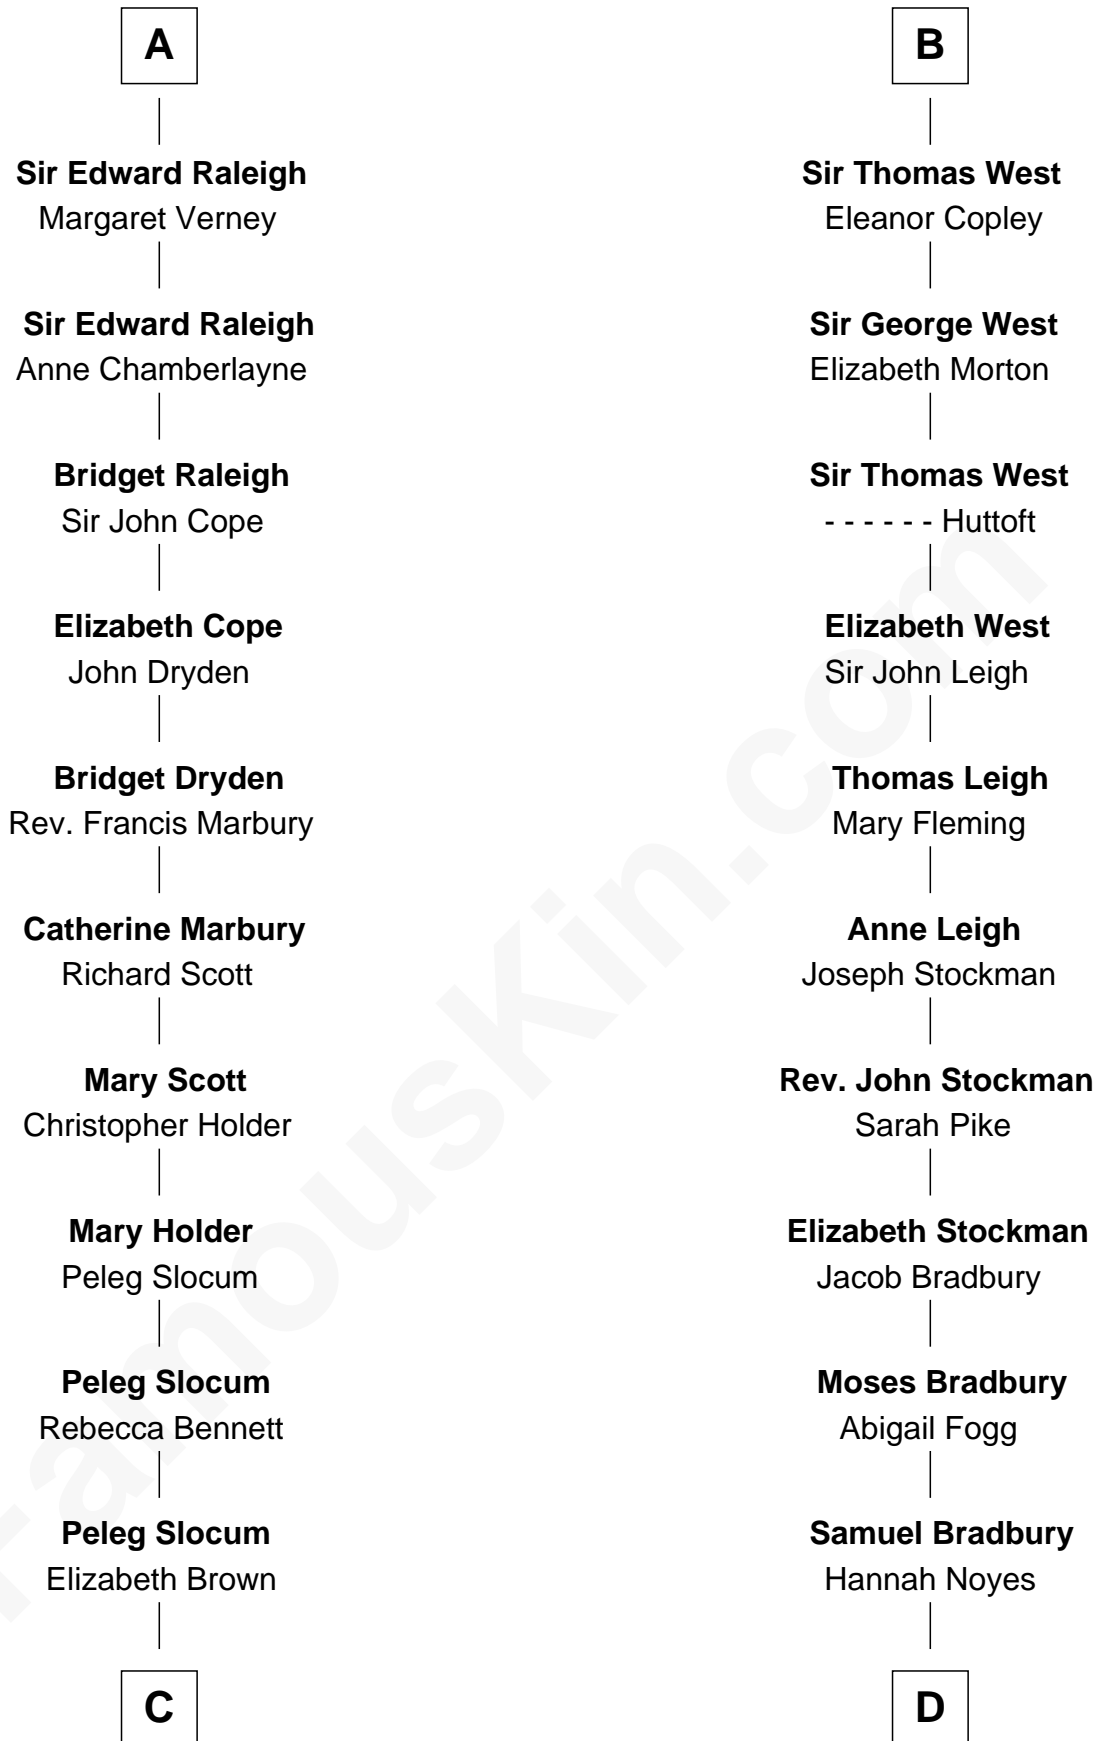 A
Sir Edward Raleigh
Margaret Verney
Sir Edward Raleigh
Anne Chamberlayne
Bridget Raleigh
Sir John Cope
Elizabeth Cope
John Dryden
Bridget Dryden
Rev. Francis Marbury
Catherine Marbury
Richard Scott
Mary Scott
Christopher Holder
Mary Holder
Peleg Slocum
Peleg Slocum
Rebecca Bennett
Peleg Slocum
Elizabeth Brown
C
B
Sir Thomas West
Eleanor Copley
Sir George West
Elizabeth Morton
Sir Thomas West
- - - - - - Huttoft
Elizabeth West
Sir John Leigh
Thomas Leigh
Mary Fleming
Anne Leigh
Joseph Stockman
Rev. John Stockman
Sarah Pike
Elizabeth Stockman
Jacob Bradbury
Moses Bradbury
Abigail Fogg
Samuel Bradbury
Hannah Noyes
D
FamousKin.com